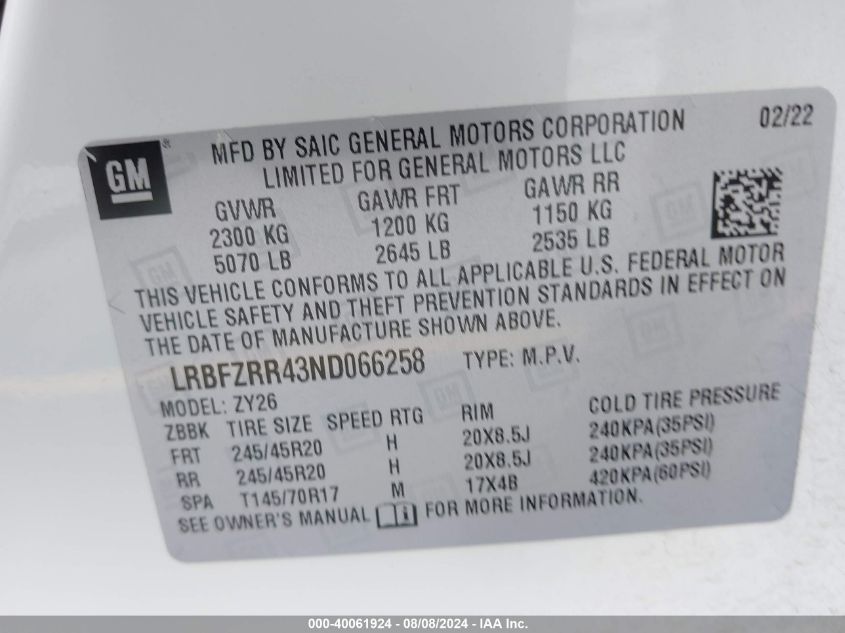 GM®
MFD BY SAIC GENERAL MOTORS CORPORATION 02/22
LIMITED FOR GENERAL MOTORS LLC
GVWR GAWR FRT GAWR RR
2300 KG 1200 KG 1150 KG
5070 LB 2645 LB 2535 LB
THIS VEHICLE CONFORMS TO ALL APPLICABLE U.S. FEDERAL MOTOR
VEHICLE SAFETY AND THEFT PREVENTION STANDARDS IN EFFECT ON
THE DATE OF MANUFACTURE SHOWN ABOVE.
LRBFZRR43ND066258 TYPE: M.P.V.
MODEL: ZY26
ZBBK TIRE SIZE SPEED RTG RIM COLD TIRE PRESSURE
FRT 245/45R20 H 20X8.5J 240KPA(35PSI)
RR 245/45R20 H 20X8.5J 240KPA(35PSI)
SPA T145/70R17 M 17X4B 420KPA(60PSI)
SEE OWNER'S MANUAL FOR MORE INFORMATION.
000-40061924 - 08/08/2024 - IAA Inc.